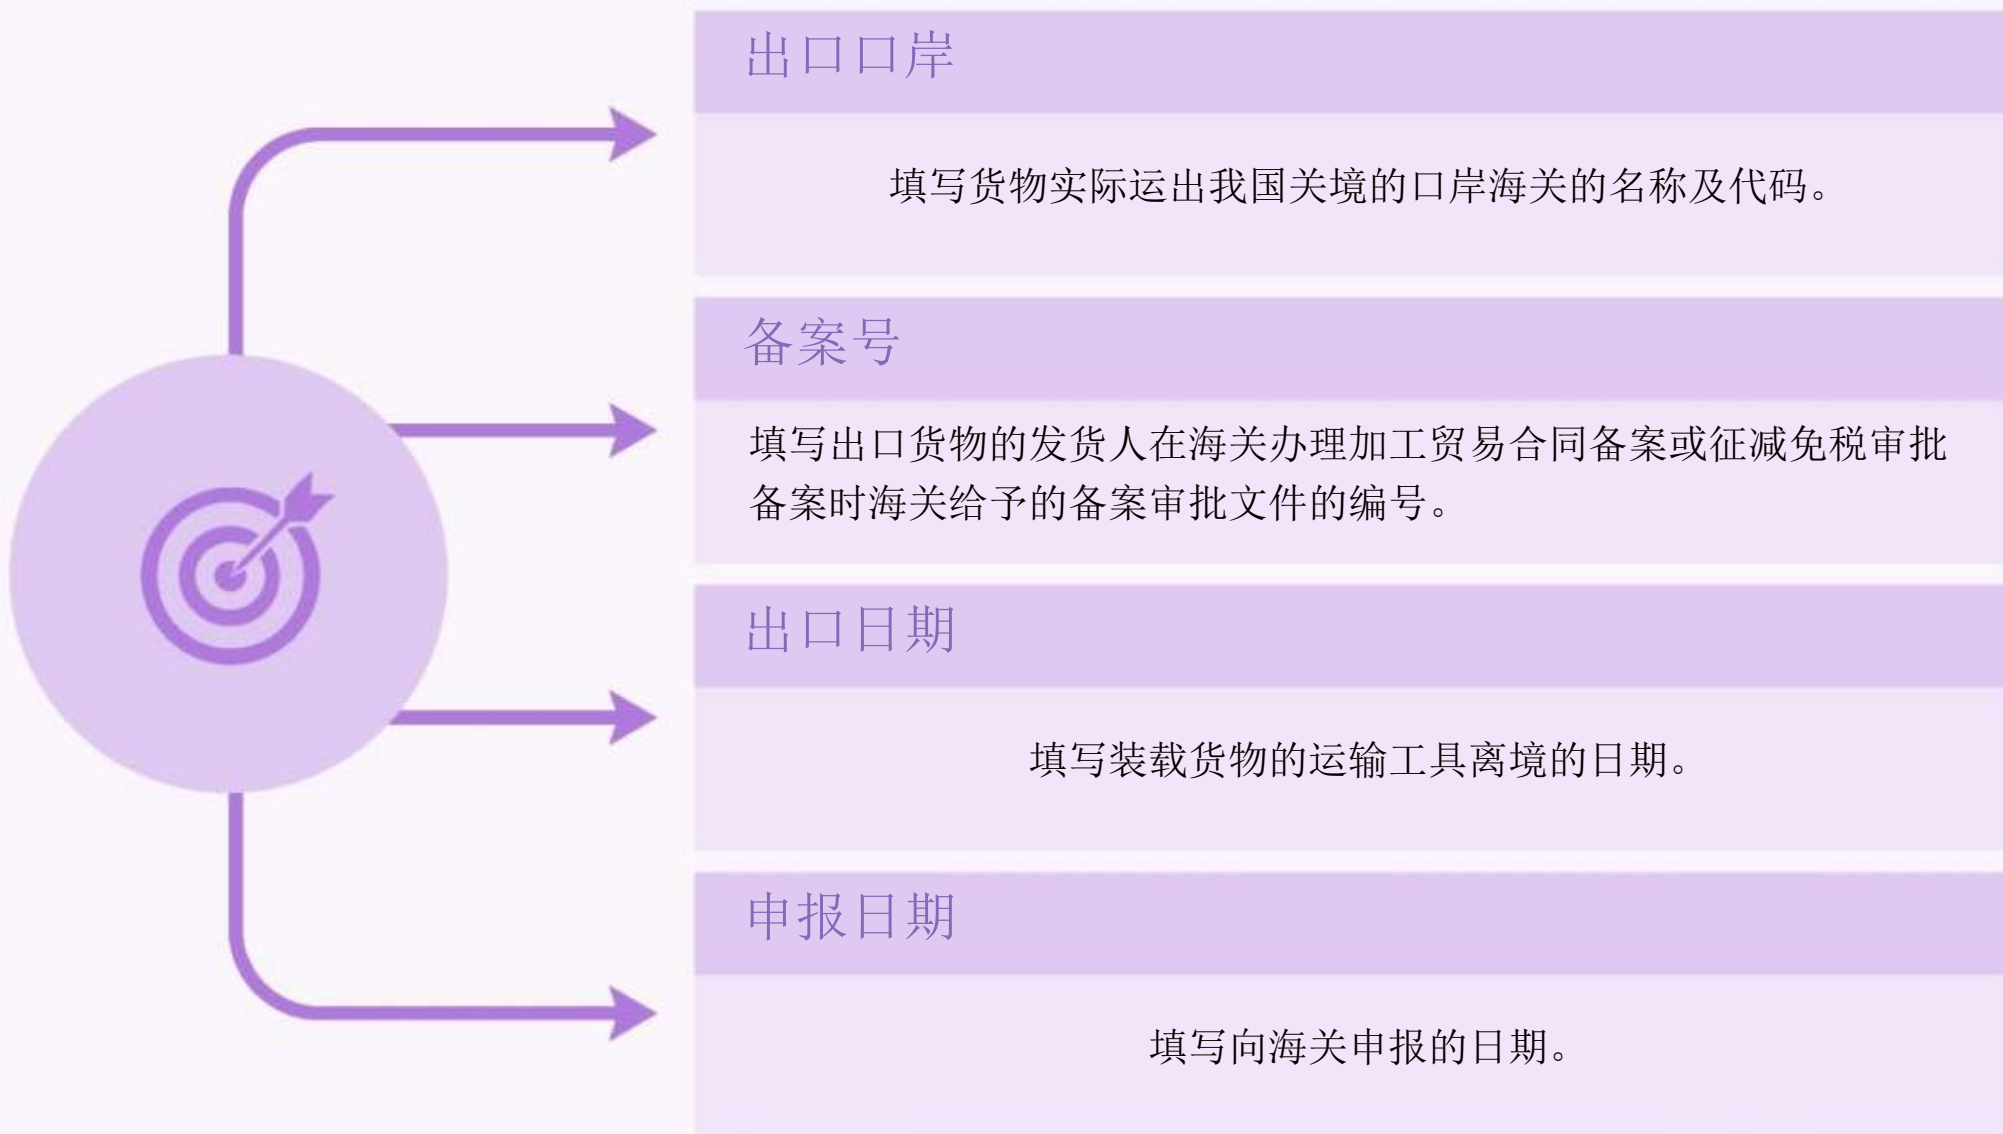 出口口岸
填写货物实际运出我国关境的口岸海关的名称及代码。
备案号
填写出口货物的发货人在海关办理加工贸易合同备案或征减免税审批
备案时海关给予的备案审批文件的编号。
出口日期
填写装载货物的运输工具离境的日期。
申报日期
填写向海关申报的日期。